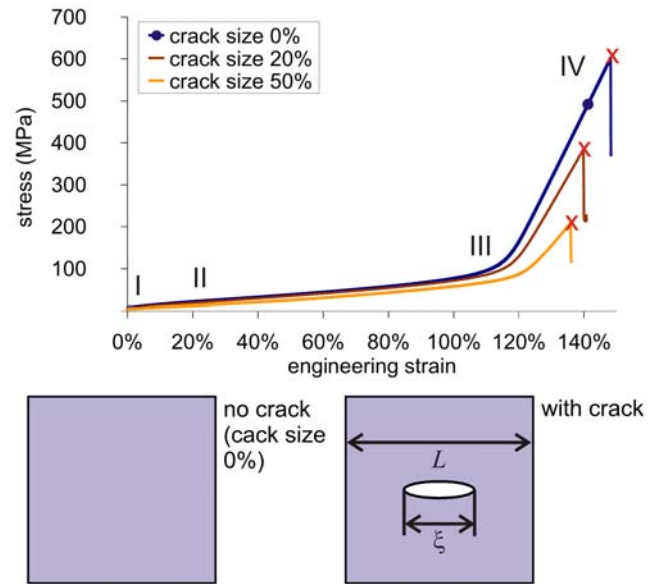 700
600
500
400
300
200
100
stress (MPa)
crack size 0%
crack size 20%
crack size 50%
I
II
III
IV
X
X
X
0% 20% 40% 60% 80% 100% 120% 140%
engineering strain
no crack
(cack size
0%)
with crack
L
ξ